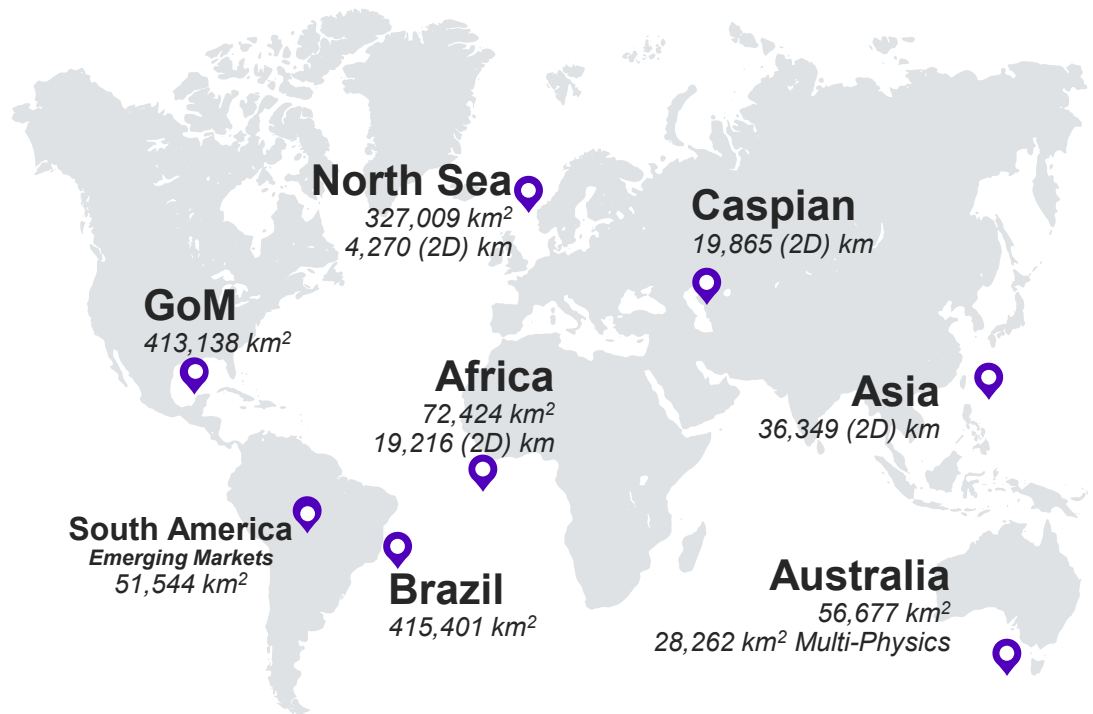 North Sea
327,009 km²
4,270 (2D) km
Caspian
19,865 (2D) km
GoM
413,138 km²
Africa
72,424 km²
19,216 (2D) km
Asia
36,349 (2D) km
South America
Emerging Markets
51,544 km²
Brazil
415,401 km²
Australia
56,677 km²
28,262 km² Multi-Physics